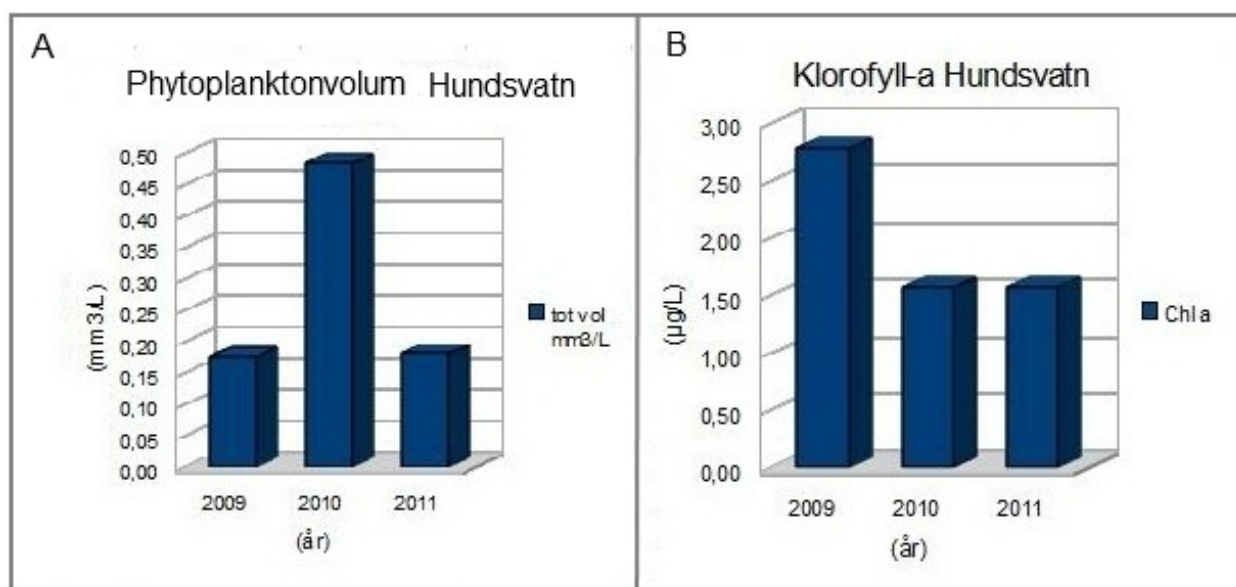 A
Phytoplanktonvolum Hundsvatn
0,50
0,45
0,40
0,35
0,30
0,25
0,20
0,15
0,10
0,05
0,00
(mm3/L)
2009 2010 2011
(år)
tot vol
mm3/L
B
Klorofyll-a Hundsvatn
3,00
2,50
2,00
1,50
1,00
0,50
0,00
(µg/L)
2009 2010 2011
(år)
Chl a